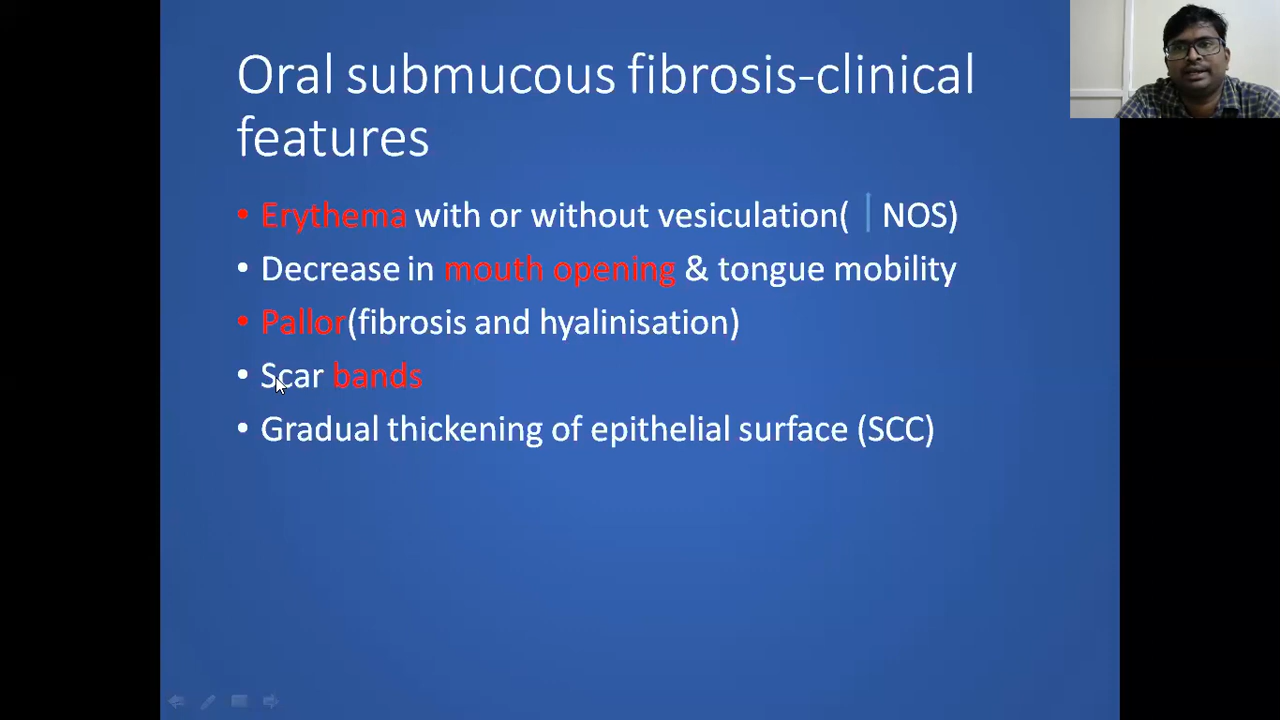 Oral submucous fibrosis-clinical
features
• Erythema with or without vesiculation( ↑ NOS)
• Decrease in mouth opening & tongue mobility
• Pallor(fibrosis and hyalinisation)
• Scar bands
• Gradual thickening of epithelial surface (SCC)